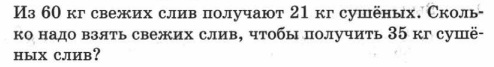 Из 60 кг свежих слив получают 21 кг сушёных. Сколь-
ко надо взять свежих слив, чтобы получить 35 кг сушё-
ных слив?